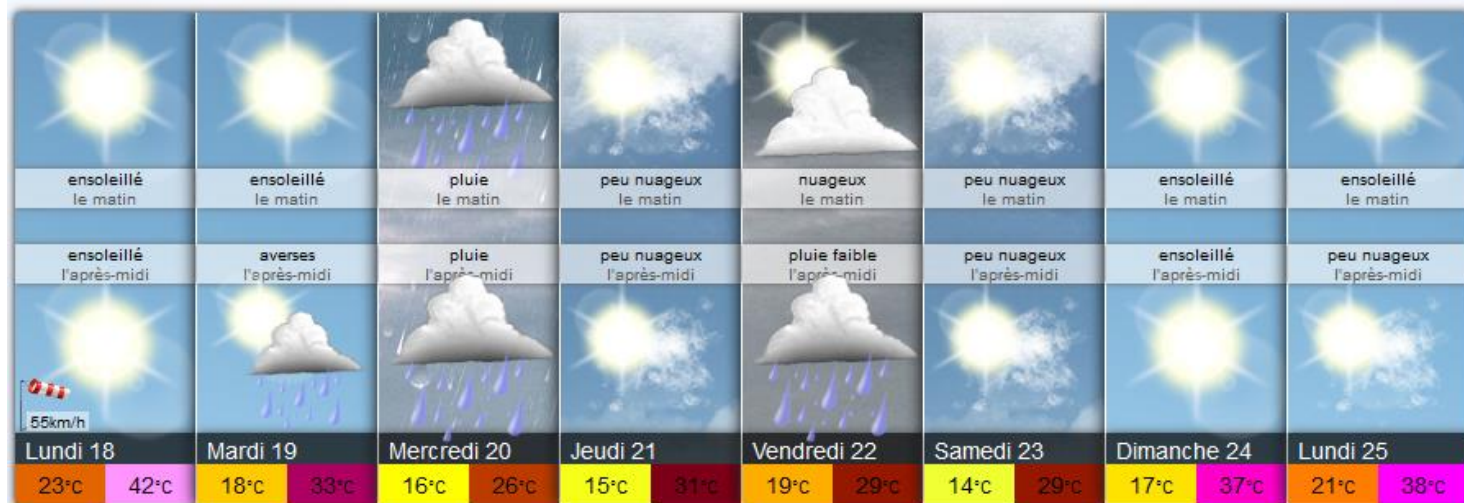 ensoleillé
le matin
ensoleillé
le matin
pluie
le matin
peu nuageux
le matin
nuageux
le matin
peu nuageux
le matin
ensoleillé
le matin
ensoleillé
le matin
ensoleillé
l'après-midi
averses
l'après-midi
pluie
l'après-midi
peu nuageux
l'après-midi
pluie faible
l'après-midi
peu nuageux
l'après-midi
ensoleillé
l'après-midi
peu nuageux
l'après-midi
55km/h
Lundi 18
Mardi 19
Mercredi 20
Jeudi 21
Vendredi 22
Samedi 23
Dimanche 24
Lundi 25
23°C 42°C
18°C 33°C
16°C 26°C
15°C 31°C
19°C 29°C
14°C 29°C
17°C 37°C
21°C 38°C